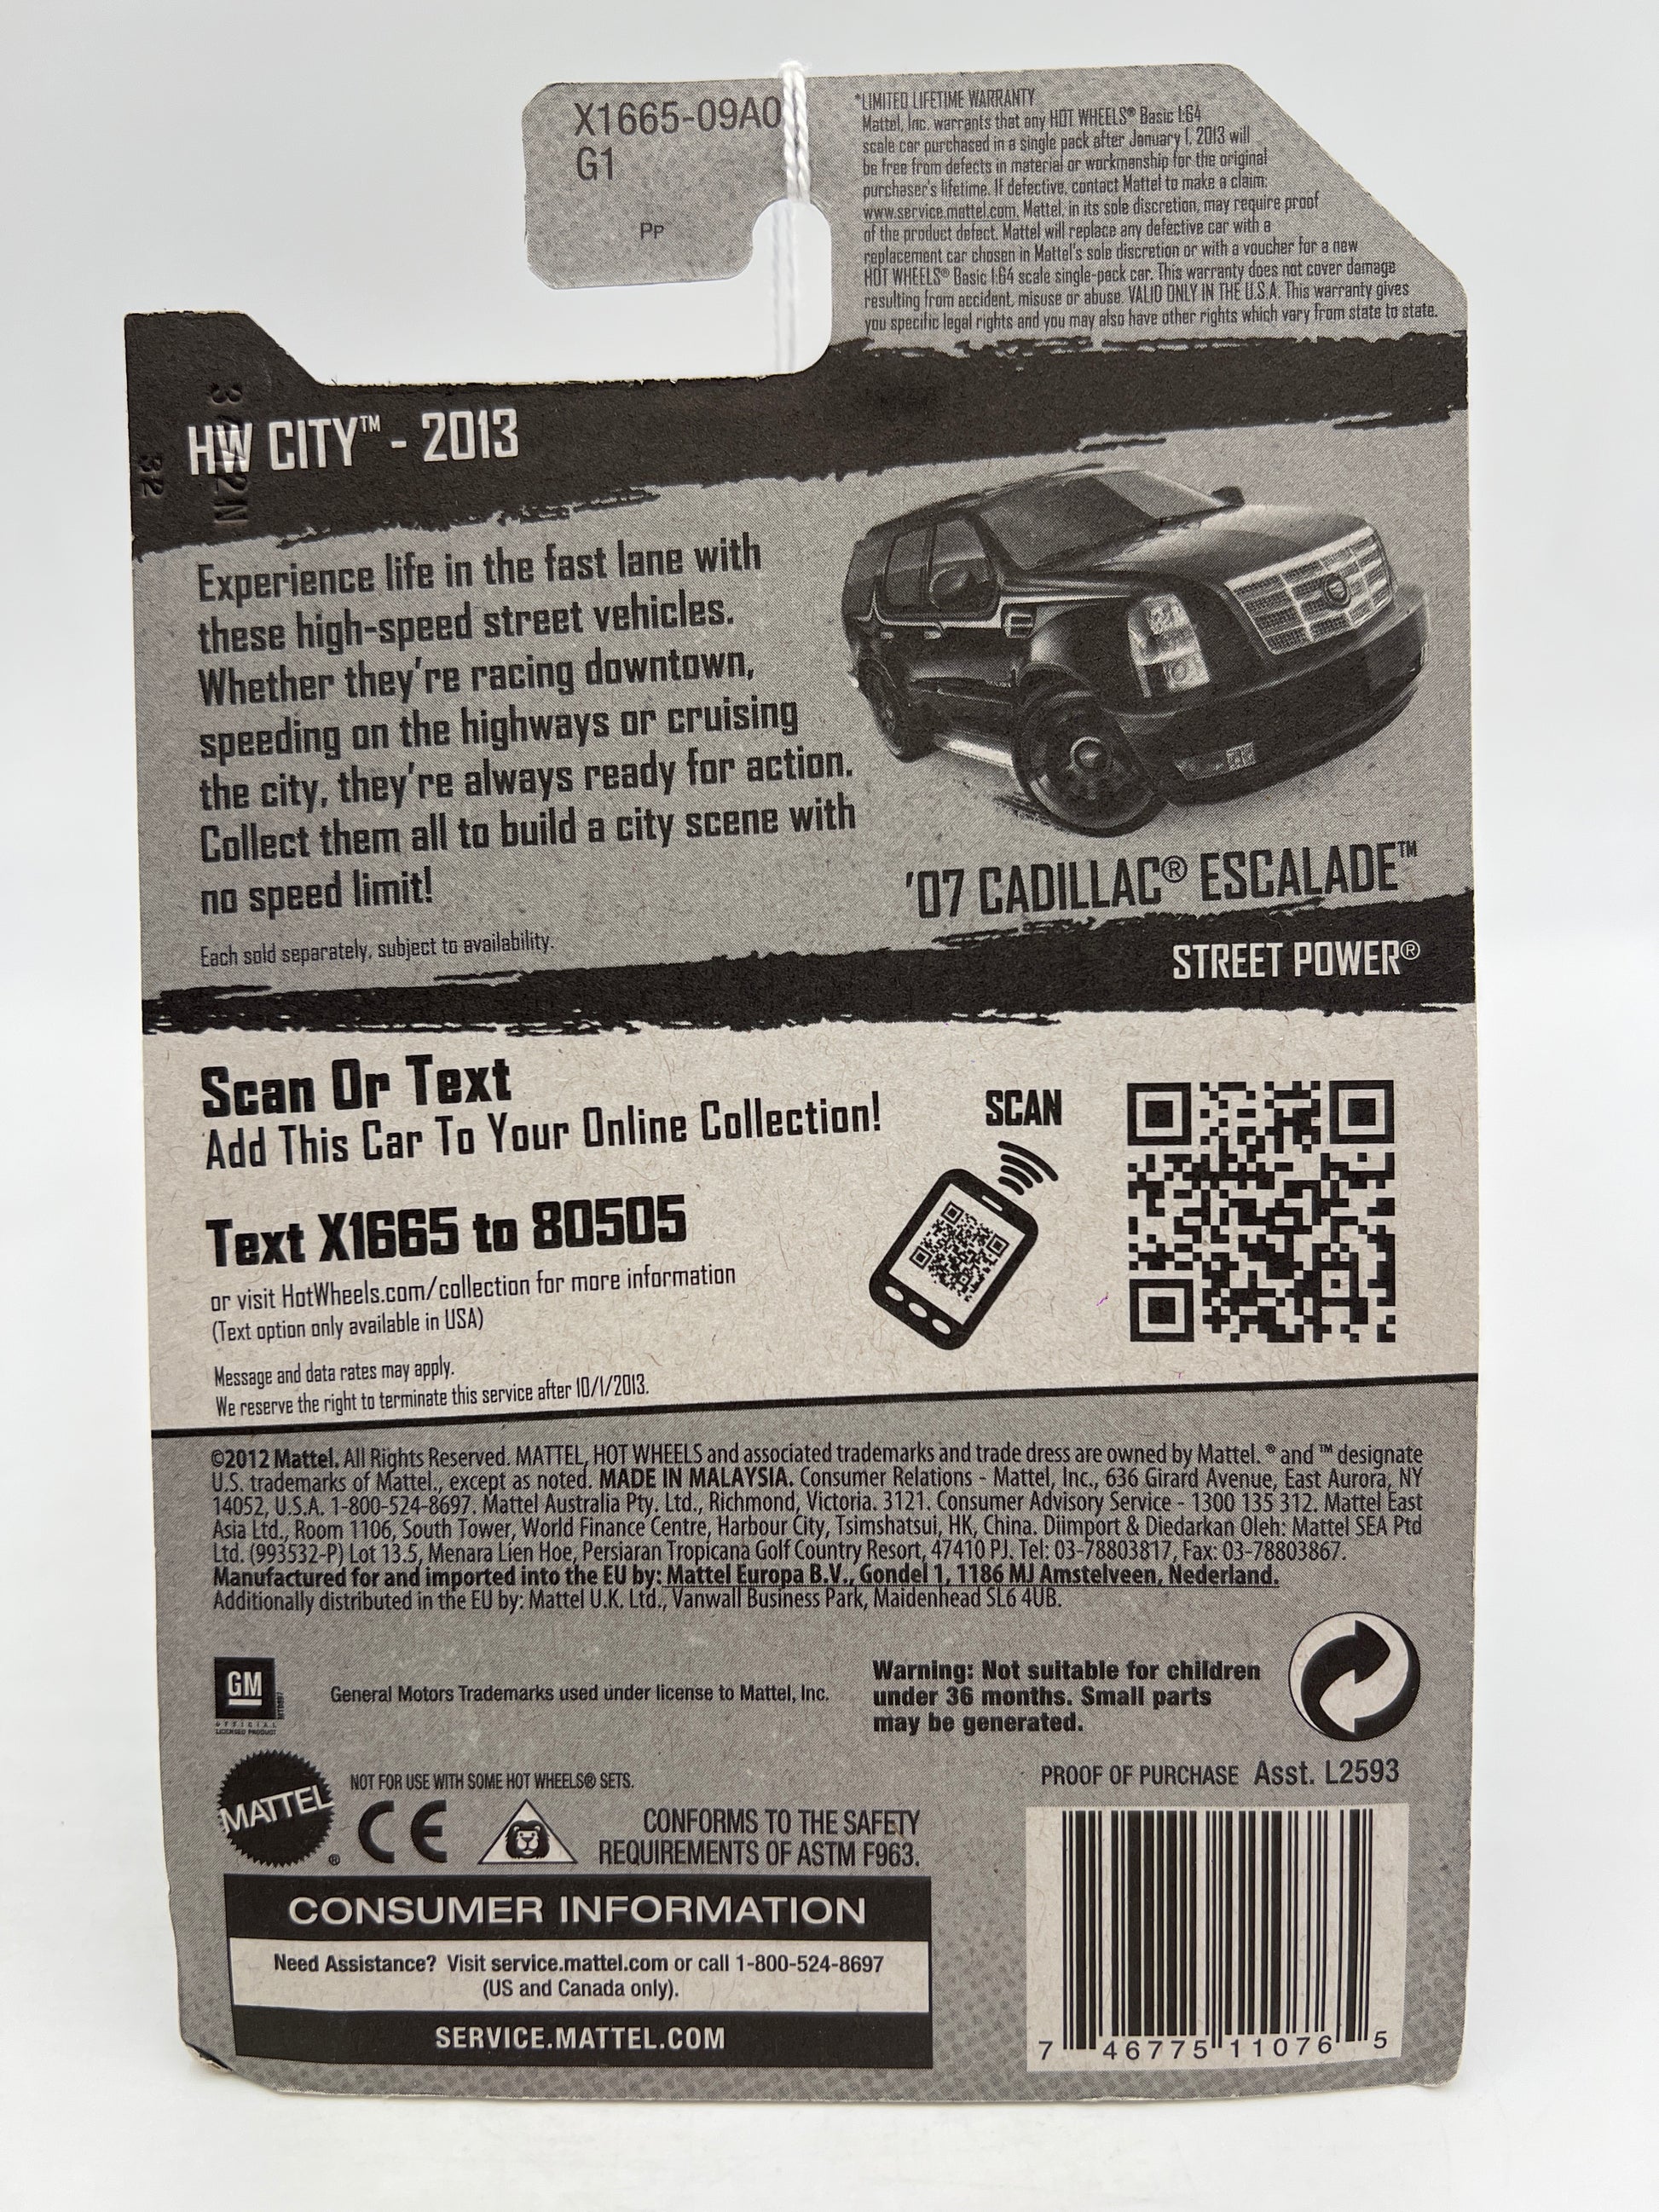 X1665-09A0
G1
Pp
*LIMITED LIFETIME WARRANTY
Mattel, Inc. warrants that any HOT WHEELS® Basic 1:64
scale car purchased in a single pack after January 1, 2013 will
be free from defects in material or workmanship for the original
purchaser's lifetime. If defective, contact Mattel to make a claim:
www.service.mattel.com. Mattel, in its sole discretion, may require proof
of the product defect. Mattel will replace any defective car with a
replacement car chosen in Mattel's sole discretion or with a voucher for a new
HOT WHEELS® Basic 1:64 scale single-pack car. This warranty does not cover damage
resulting from accident, misuse or abuse. VALID ONLY IN THE U.S.A. This warranty gives
you specific legal rights and you may also have other rights which vary from state to state.
HW CITY™ - 2013
32
Experience life in the fast lane with
these high-speed street vehicles.
Whether they're racing downtown,
speeding on the highways or cruising
the city, they're always ready for action.
Collect them all to build a city scene with
no speed limit!
Each sold separately, subject to availability.
'07 CADILLAC® ESCALADE™
STREET POWER®
Scan Or Text
Add This Car To Your Online Collection!
SCAN
Text X1665 to 80505
or visit HotWheels.com/collection for more information
(Text option only available in USA)
Message and data rates may apply.
We reserve the right to terminate this service after 10/1/2013.
©2012 Mattel. All Rights Reserved. MATTEL, HOT WHEELS and associated trademarks and trade dress are owned by Mattel. ® and ™ designate
U.S. trademarks of Mattel., except as noted. MADE IN MALAYSIA. Consumer Relations - Mattel, Inc., 636 Girard Avenue, East Aurora, NY
14052, U.S.A. 1-800-524-8697. Mattel Australia Pty. Ltd., Richmond, Victoria. 3121. Consumer Advisory Service - 1300 135 312. Mattel East
Asia Ltd., Room 1106, South Tower, World Finance Centre, Harbour City, Tsimshatsui, HK, China. Diimport & Diedarkan Oleh: Mattel SEA Ptd
Ltd. (993532-P) Lot 13.5, Menara Lien Hoe, Persiaran Tropicana Golf Country Resort, 47410 PJ. Tel: 03-78803817, Fax: 03-78803867.
Manufactured for and imported into the EU by: Mattel Europa B.V., Gondel 1, 1186 MJ Amstelveen, Nederland.
Additionally distributed in the EU by: Mattel U.K. Ltd., Vanwall Business Park, Maidenhead SL6 4UB.
GM
OFFICIAL
LICENSED PRODUCT
General Motors Trademarks used under license to Mattel, Inc.
Warning: Not suitable for children
under 36 months. Small parts
may be generated.
MATTEL ®
NOT FOR USE WITH SOME HOT WHEELS® SETS.
CE
CONFORMS TO THE SAFETY
REQUIREMENTS OF ASTM F963.
PROOF OF PURCHASE Asst. L2593
CONSUMER INFORMATION
Need Assistance? Visit service.mattel.com or call 1-800-524-8697
(US and Canada only).
SERVICE.MATTEL.COM
7 46775 11076 5